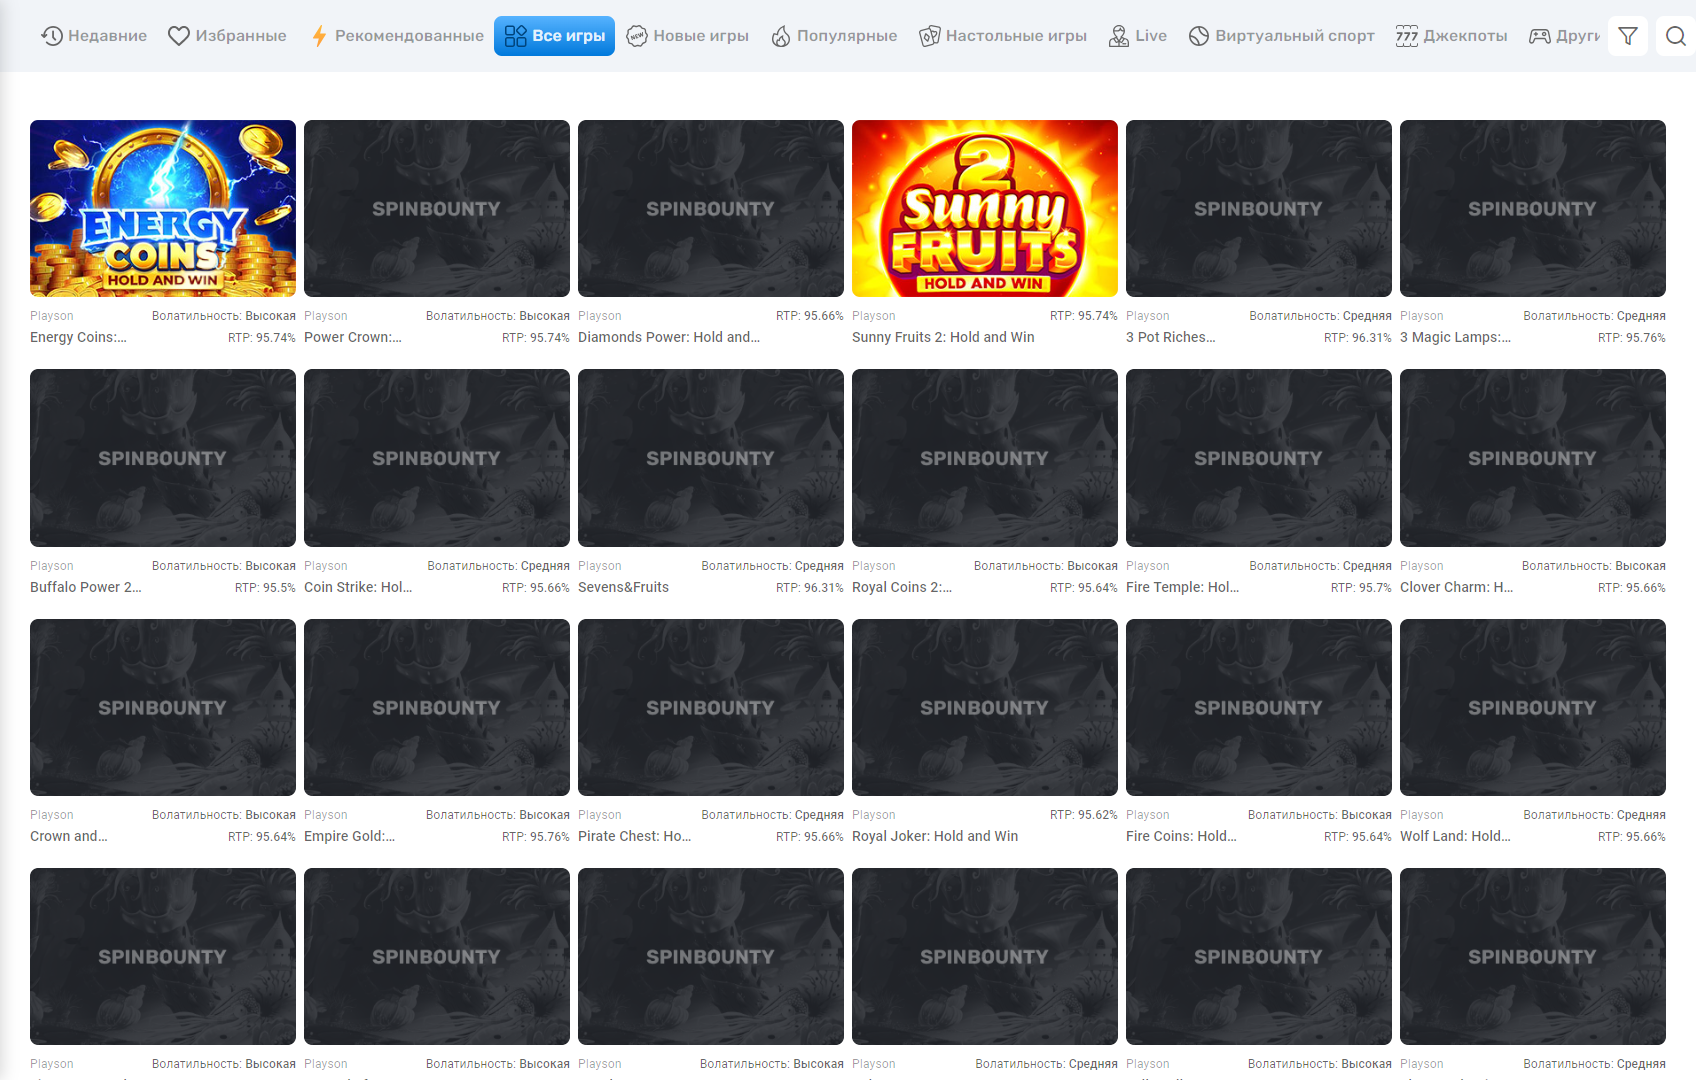 Недавние Избранные Рекомендованные Все игры NEW Новые игры Популярные Настольные игры Live Виртуальный спорт 777 Джекпоты Други
ENERGY
COINS
HOLD AND WIN
SPINBOUNTY
SPINBOUNTY
2
Sunny
FRUITS
HOLD AND WIN
SPINBOUNTY
SPINBOUNTY
Playson Волатильность: Высокая Playson Волатильность: Высокая Playson RTP: 95.66% Playson RTP: 95.74% Playson Волатильность: Средняя Playson Волатильность: Средняя
Energy Coins:... RTP: 95.74% Power Crown:... RTP: 95.74% Diamonds Power: Hold and... Sunny Fruits 2: Hold and Win 3 Pot Riches... RTP: 96.31% 3 Magic Lamps:... RTP: 95.76%
SPINBOUNTY SPINBOUNTY SPINBOUNTY SPINBOUNTY SPINBOUNTY SPINBOUNTY
Playson Волатильность: Высокая Playson Волатильность: Средняя Playson Волатильность: Средняя Playson Волатильность: Высокая Playson Волатильность: Средняя Playson Волатильность: Высокая
Buffalo Power 2... RTP: 95.5% Coin Strike: Hol... RTP: 95.66% Sevens&Fruits RTP: 96.31% Royal Coins 2:... RTP: 95.64% Fire Temple: Hol... RTP: 95.7% Clover Charm: H... RTP: 95.66%
SPINBOUNTY SPINBOUNTY SPINBOUNTY SPINBOUNTY SPINBOUNTY SPINBOUNTY
Playson Волатильность: Высокая Playson Волатильность: Высокая Playson Волатильность: Средняя Playson RTP: 95.62% Playson Волатильность: Высокая Playson Волатильность: Средняя
Crown and... RTP: 95.64% Empire Gold:... RTP: 95.76% Pirate Chest: Ho... RTP: 95.66% Royal Joker: Hold and Win Fire Coins: Hold... RTP: 95.64% Wolf Land: Hold... RTP: 95.66%
SPINBOUNTY SPINBOUNTY SPINBOUNTY SPINBOUNTY SPINBOUNTY SPINBOUNTY
Playson Волатильность: Высокая Playson Волатильность: Высокая Playson Волатильность: Высокая Playson Волатильность: Средняя Playson Волатильность: Высокая Playson Волатильность: Средняя